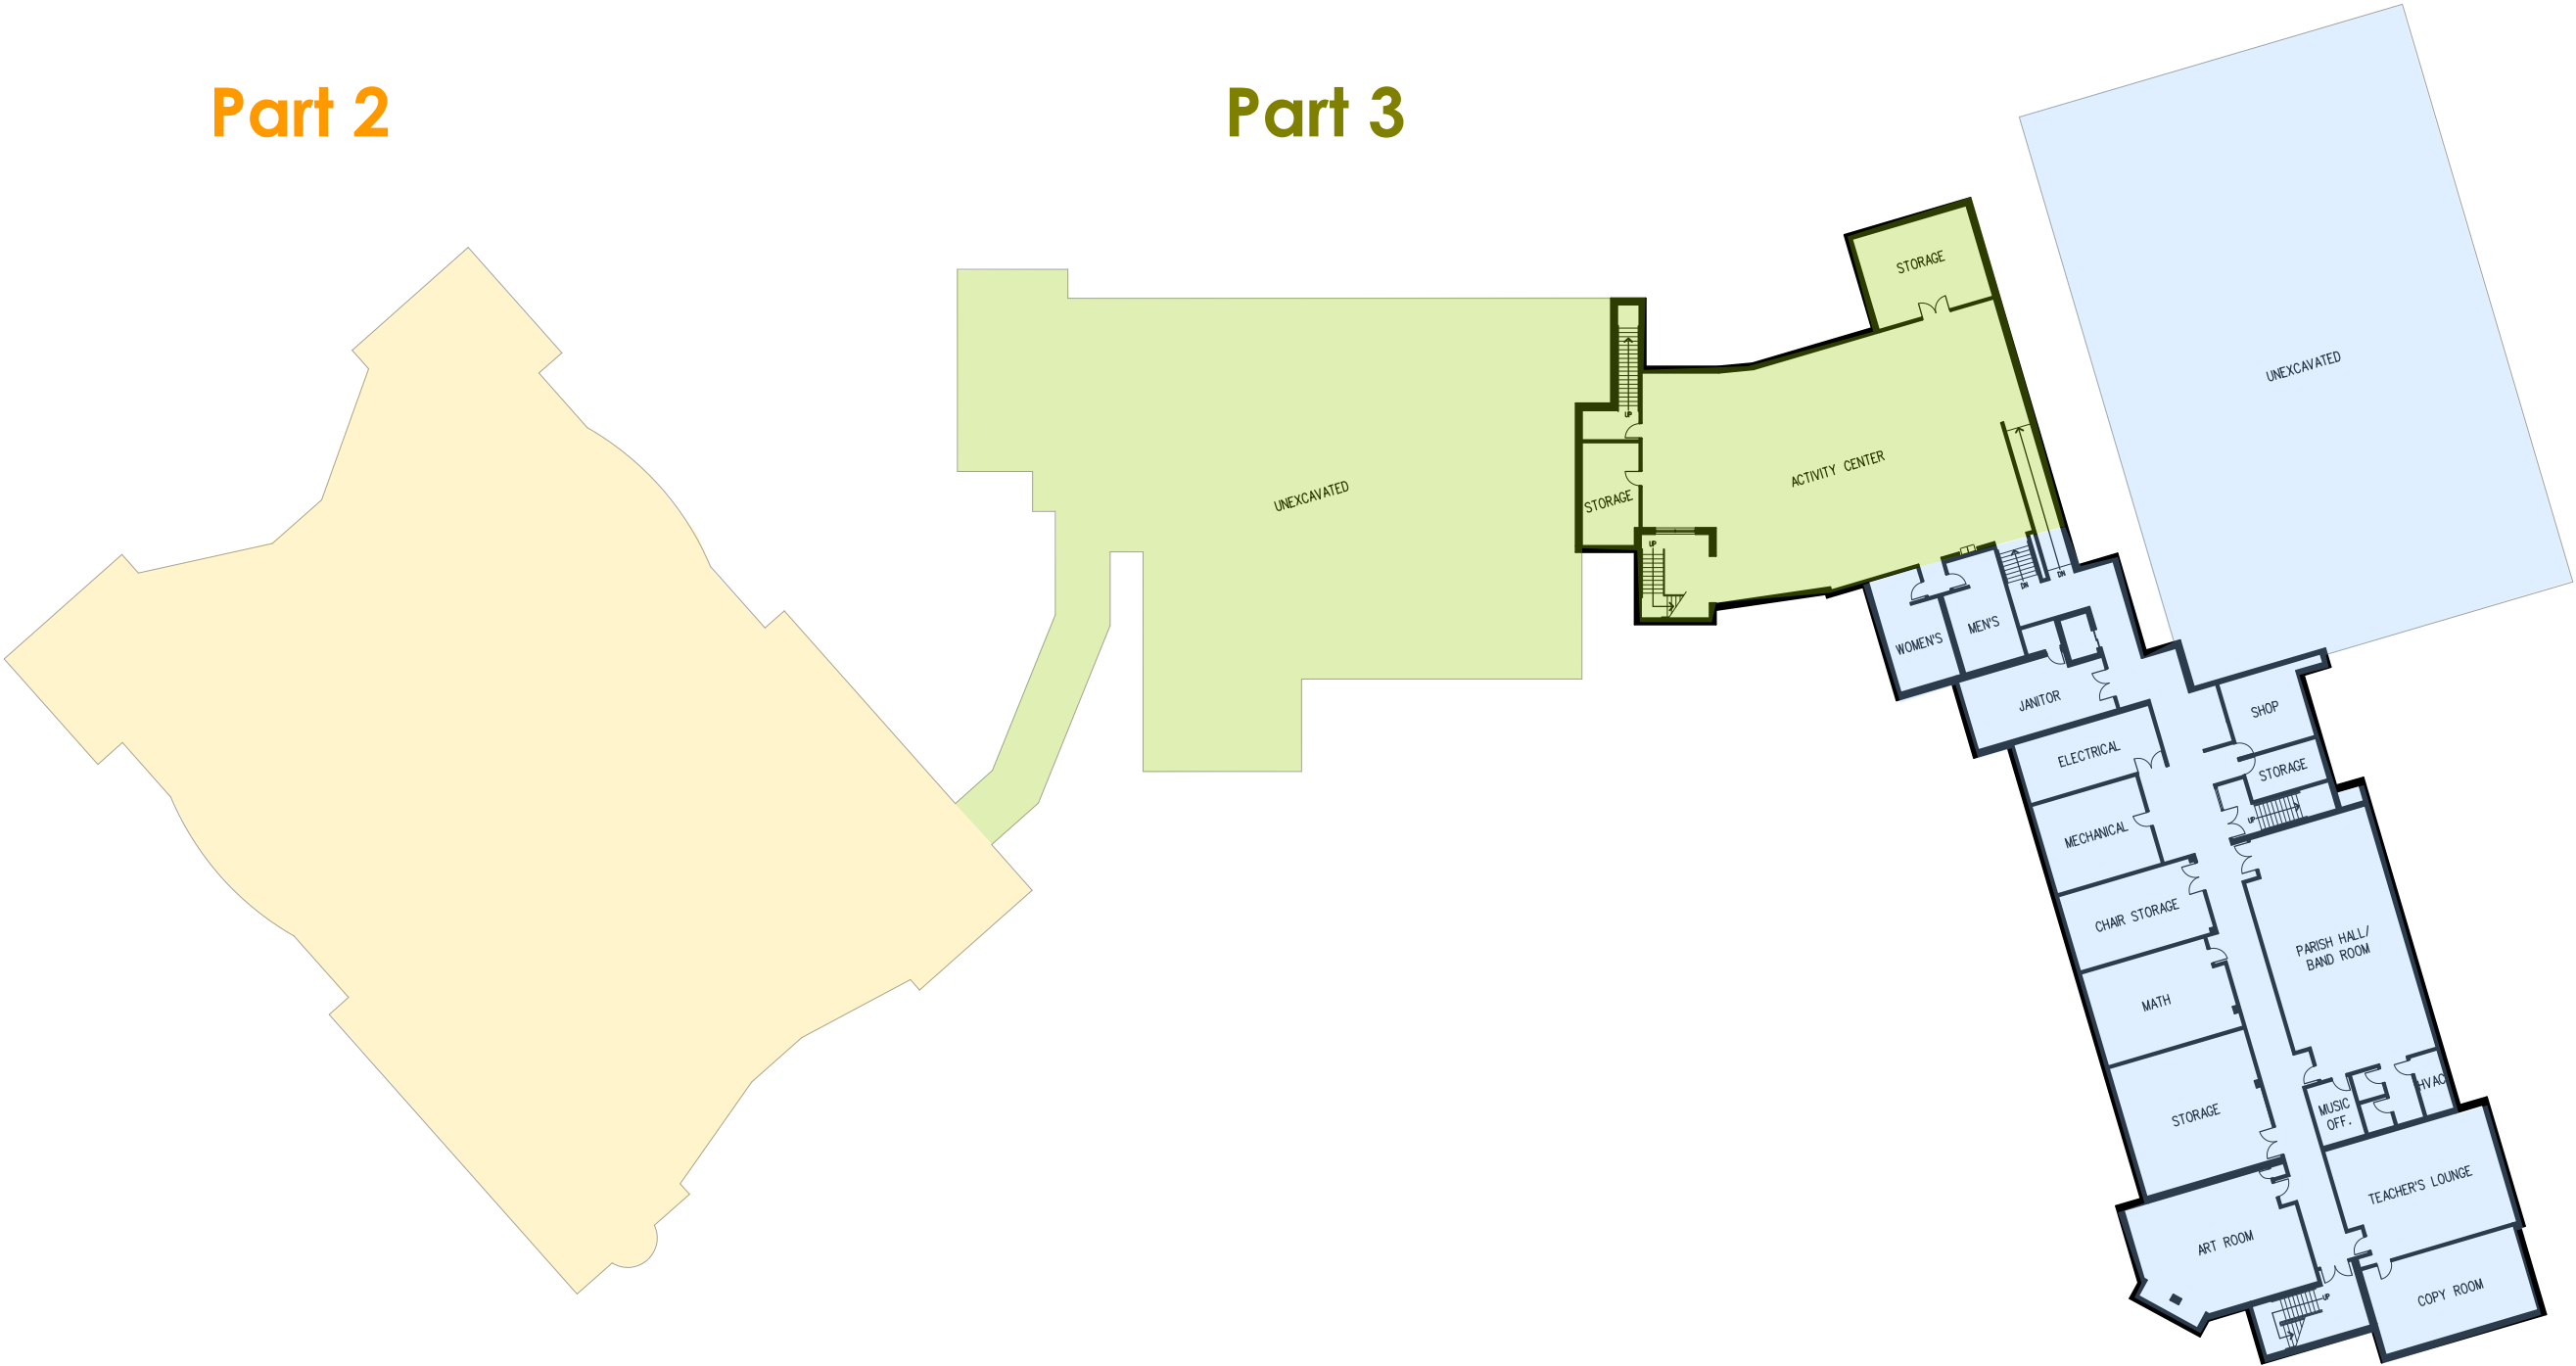 Part 2
Part 3
STORAGE
UNEXCAVATED
UP
ACTIVITY CENTER
UNEXCAVATED
STORAGE
UP
DN
DN
WOMEN'S
MEN'S
JANITOR
SHOP
ELECTRICAL
STORAGE
MECHANICAL
UP
CHAIR STORAGE
PARISH HALL/
BAND ROOM
MATH
STORAGE
MUSIC
OFF.
HVAC
TEACHER'S LOUNGE
ART ROOM
COPY ROOM
UP